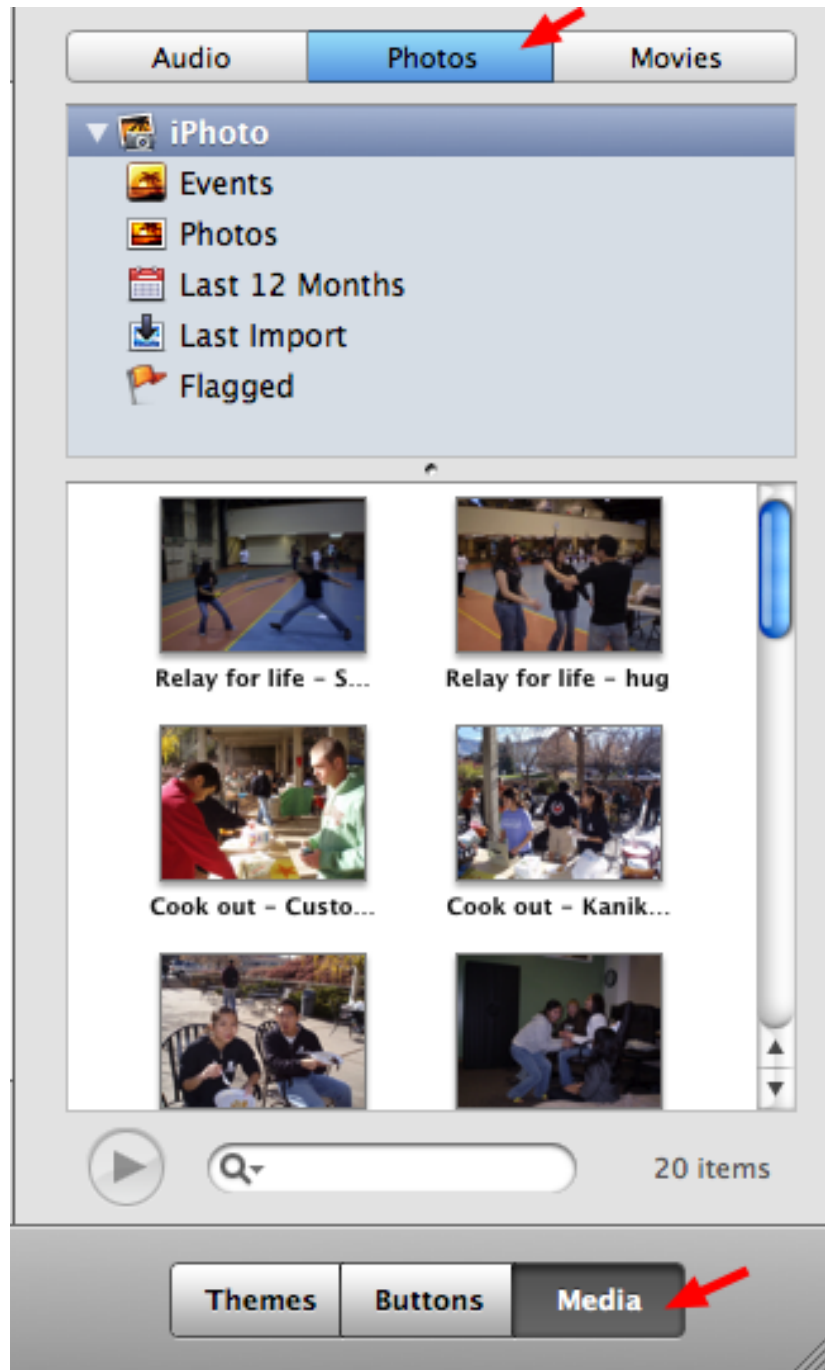 Audio Photos Movies
iPhoto
Events
Photos
Last 12 Months
Last Import
Flagged
Relay for life – S... Relay for life – hug
Cook out – Custo... Cook out – Kanik...
20 items
Themes Buttons Media